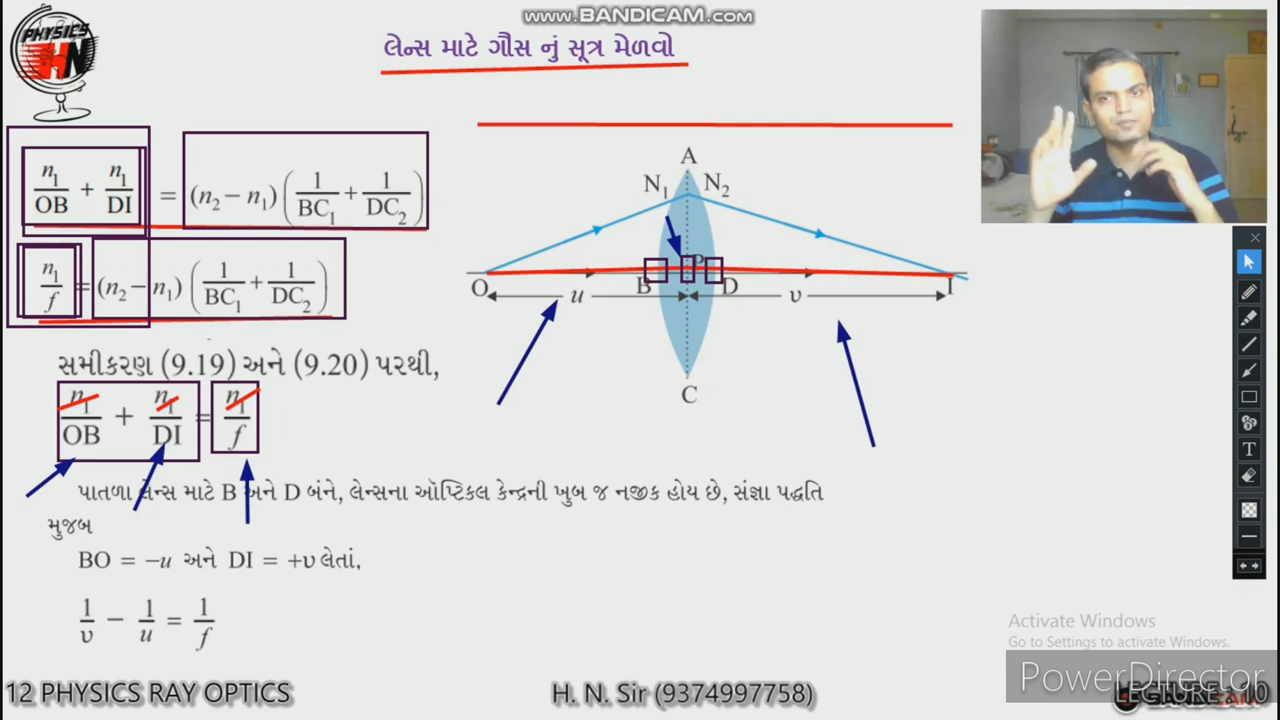 www.BANDICAM.com
PHYSICS
HN
લેન્સ માટે ગૌસ નું સૂત્ર મેળવો
n₁/OB + n₁/DI = (n₂ − n₁) (1/BC₁ + 1/DC₂)
n₁/f = (n₂ − n₁) (1/BC₁ + 1/DC₂)
સમીકરણ (9.19) અને (9.20) પરથી,
n₁/OB + n₁/DI = n₁/f
A
N₁ N₂
P
O B D I
u υ
C
પાતળા લેન્સ માટે B અને D બંને, લેન્સના ઑપ્ટિકલ કેન્દ્રની ખુબ જ નજીક હોય છે, સંજ્ઞા પદ્ધતિ
મુજબ
BO = −u અને DI = +υ લેતાં,
1/υ − 1/u = 1/f
Activate Windows
Go to Settings to activate Windows.
PowerDirector
12 PHYSICS RAY OPTICS
H. N. Sir (9374997758)
LECTURE 10